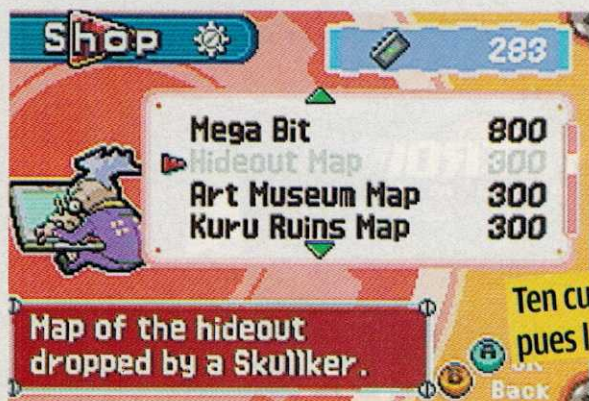 Shop
283
Mega Bit 800
Hideout Map 300
Art Museum Map 300
Kuru Ruins Map 300
Map of the hideout
dropped by a Skullker.
Ten cu
pues l
A
B Back